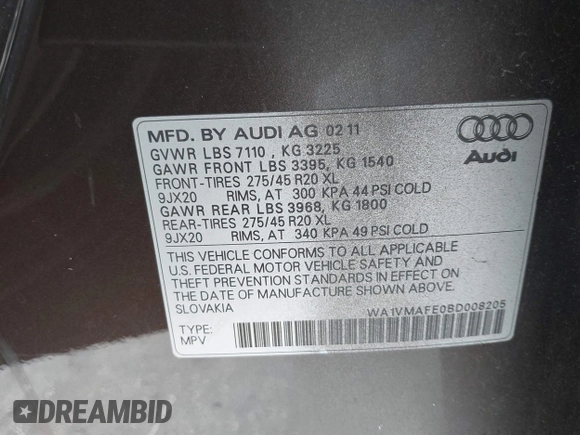 MFD. BY AUDI AG 02 11
GVWR LBS 7110 , KG 3225
GAWR FRONT LBS 3395, KG 1540
FRONT-TIRES 275/45 R20 XL
9JX20 RIMS, AT 300 KPA 44 PSI COLD
GAWR REAR LBS 3968, KG 1800
REAR-TIRES 275/45 R20 XL
9JX20 RIMS, AT 340 KPA 49 PSI COLD
THIS VEHICLE CONFORMS TO ALL APPLICABLE
U.S. FEDERAL MOTOR VEHICLE SAFETY AND
THEFT PREVENTION STANDARDS IN EFFECT ON
THE DATE OF MANUFACTURE SHOWN ABOVE.
SLOVAKIA
WA1VMAFE0BD008205
TYPE:
MPV
Audi
DREAMBID